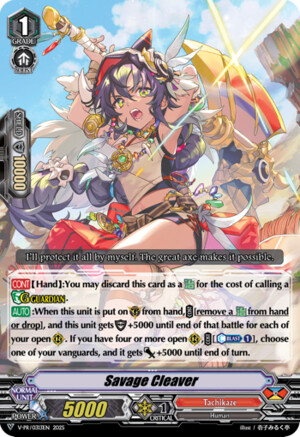 1
GRADE
BOOST
SHIELD
10000
I'll protect it all by myself. The great axe makes it possible.
CONT [Hand]:You may discard this card as a for the cost of calling a
G GUARDIAN.
AUTO:When this unit is put on from hand, [remove a from hand
or drop], and this unit gets +5000 until end of that battle for each of
your open. If you have four or more open, [BLAST 1], choose
one of your vanguards, and it gets +5000 until end of turn.
NORMAL
UNIT
Savage Cleaver
POWER 5000
1
CRITICAL
Tachikaze
Human
V-PR/0313EN 2025
illust